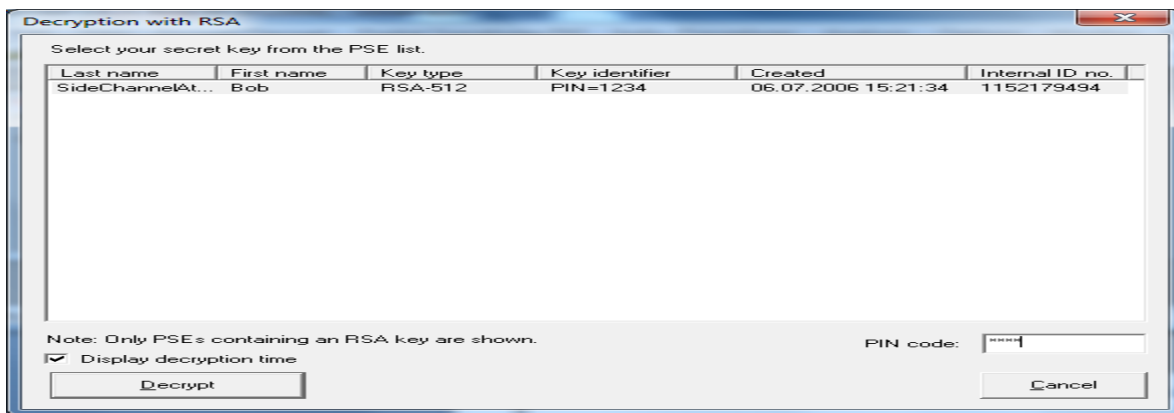 Decryption with RSA
Select your secret key from the PSE list.
Last name First name Key type Key identifier Created Internal ID no.
SideChannelAt... Bob RSA-512 PIN=1234 06.07.2006 15:21:34 1152179494
Note: Only PSEs containing an RSA key are shown.
PIN code: ****
Display decryption time
Decrypt Cancel